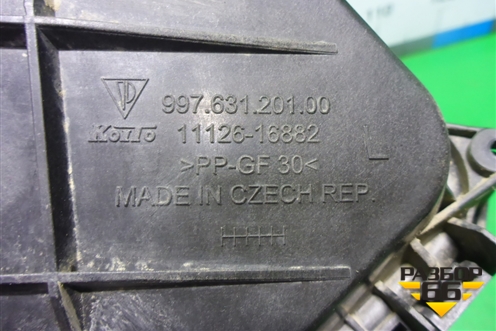 997.631.201.00
KOITO 11126-16882
>PP-GF 30< L
MADE IN CZECH REP.
РАЗБОР
66